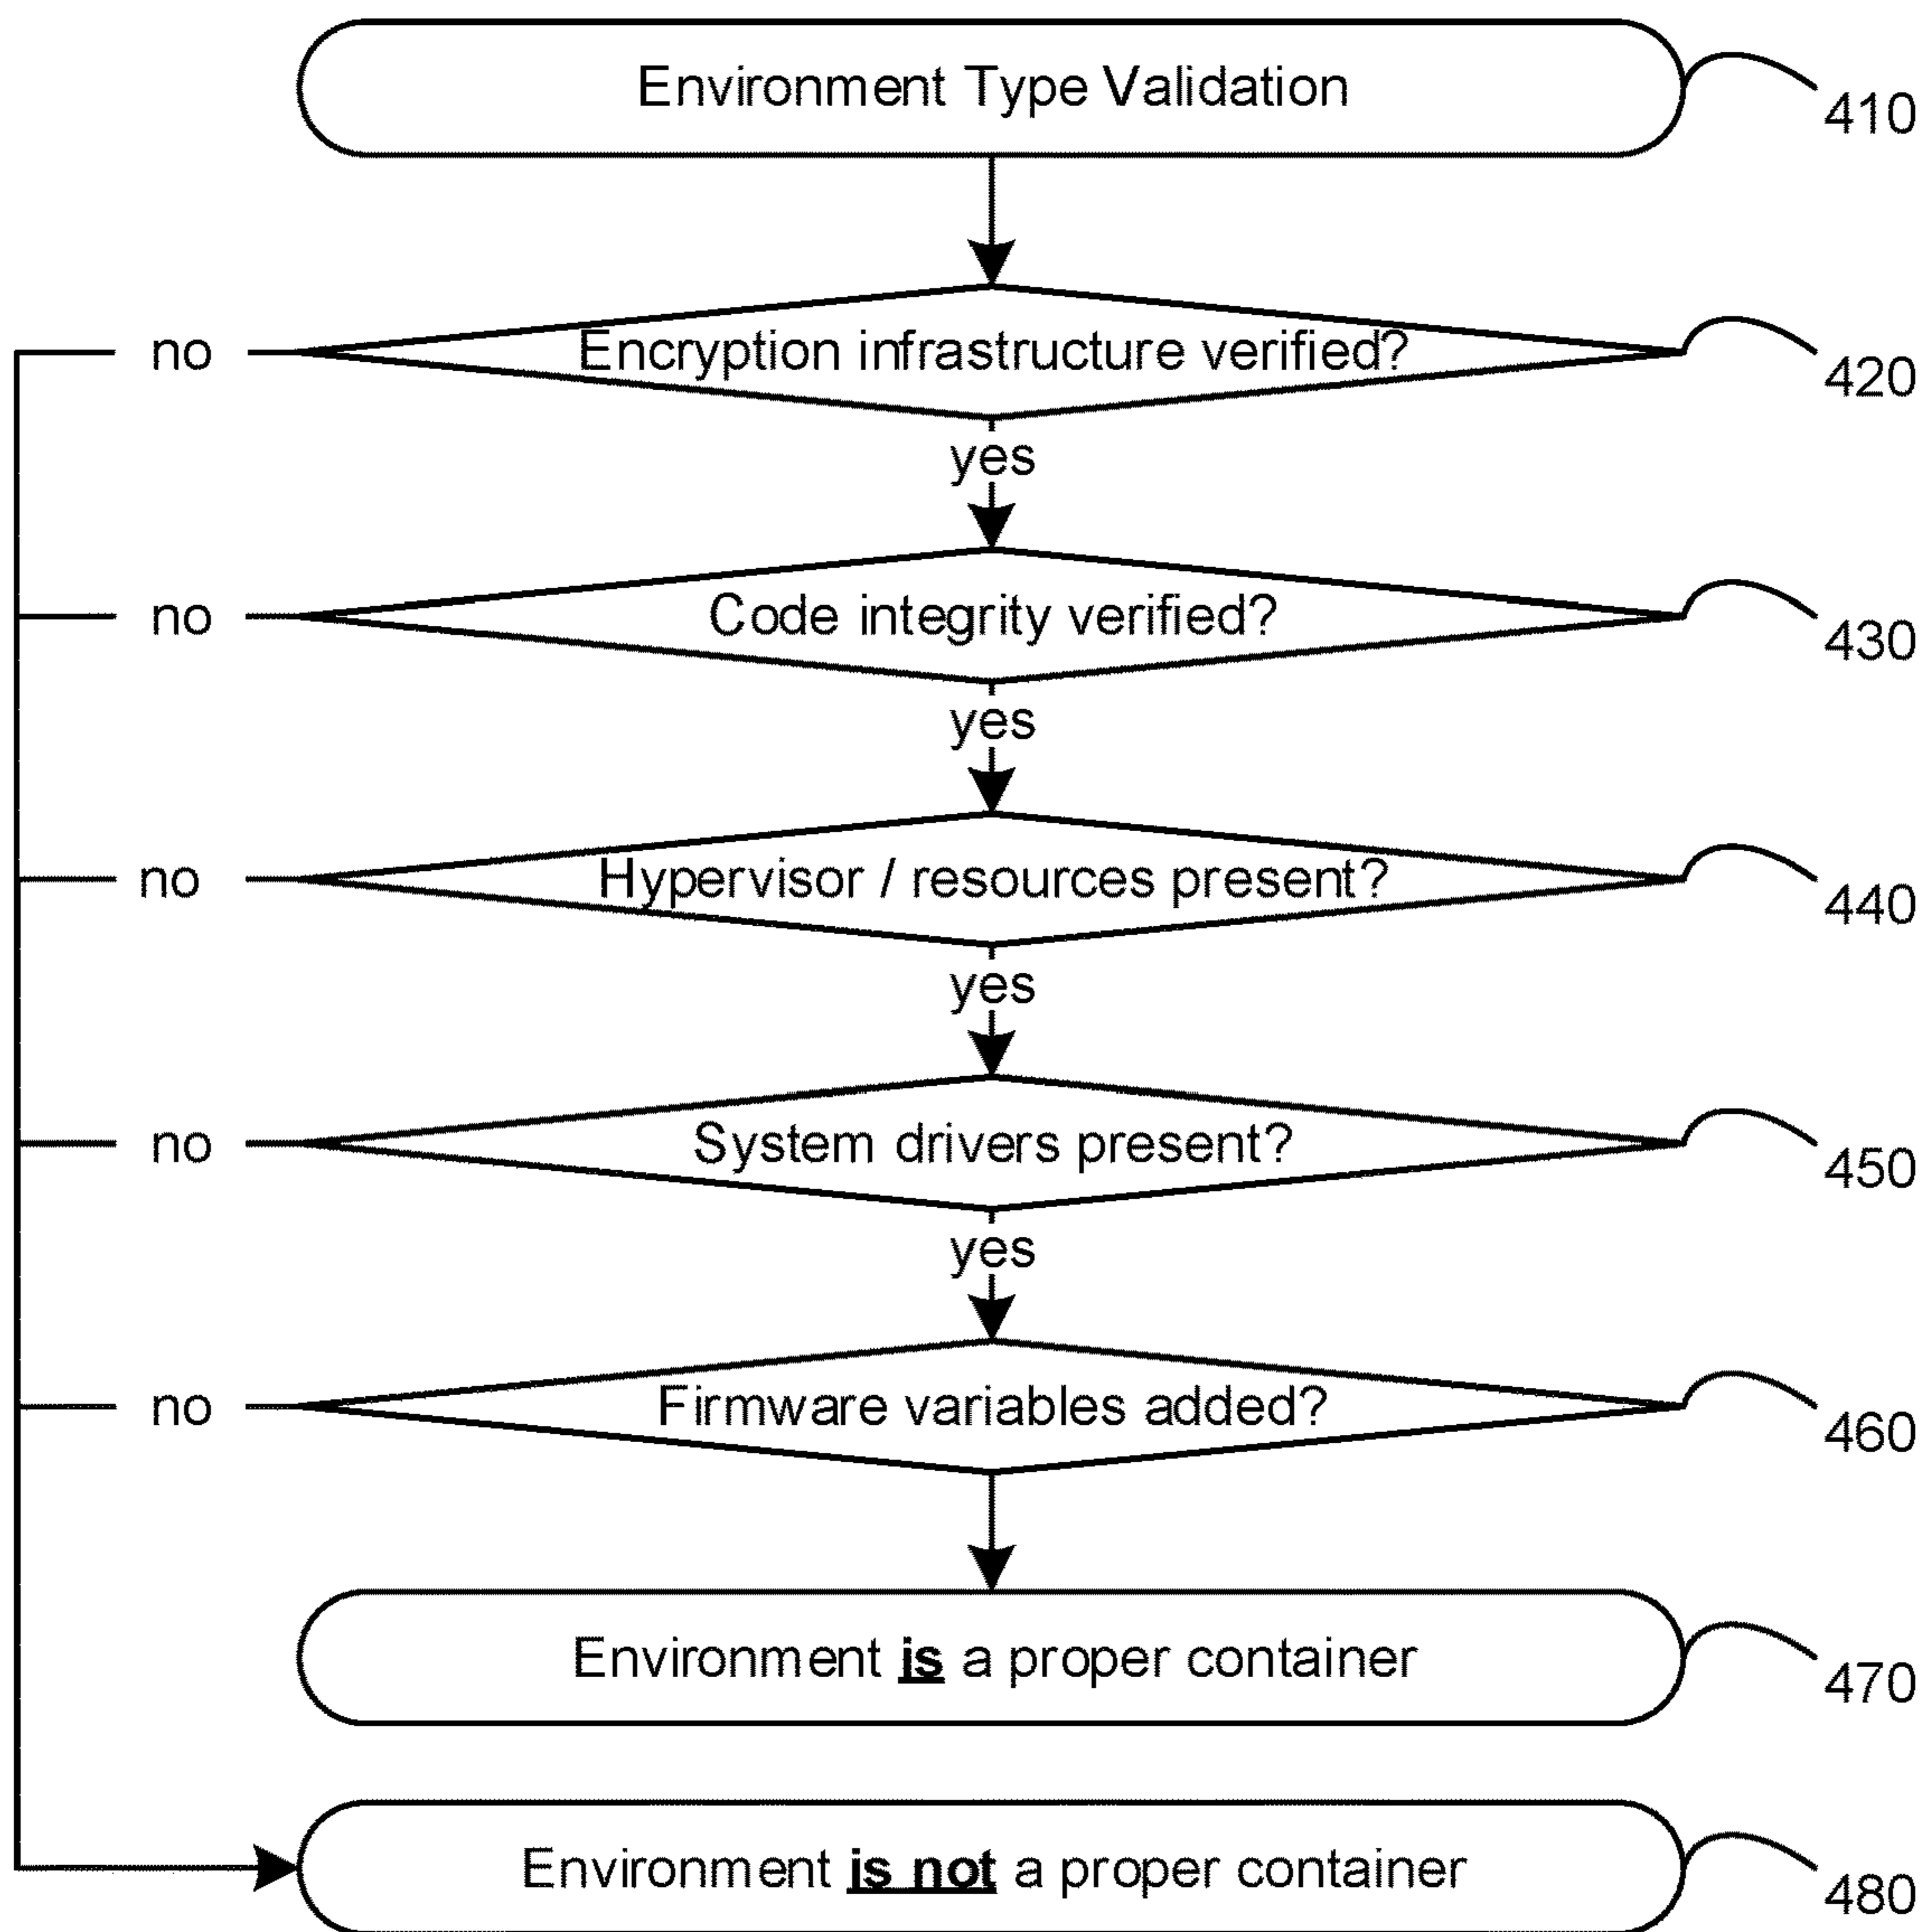 Environment Type Validation
410
no
Encryption infrastructure verified?
420
yes
no
Code integrity verified?
430
yes
no
Hypervisor / resources present?
440
yes
no
System drivers present?
450
yes
no
Firmware variables added?
460
Environment is a proper container
470
Environment is not a proper container
480